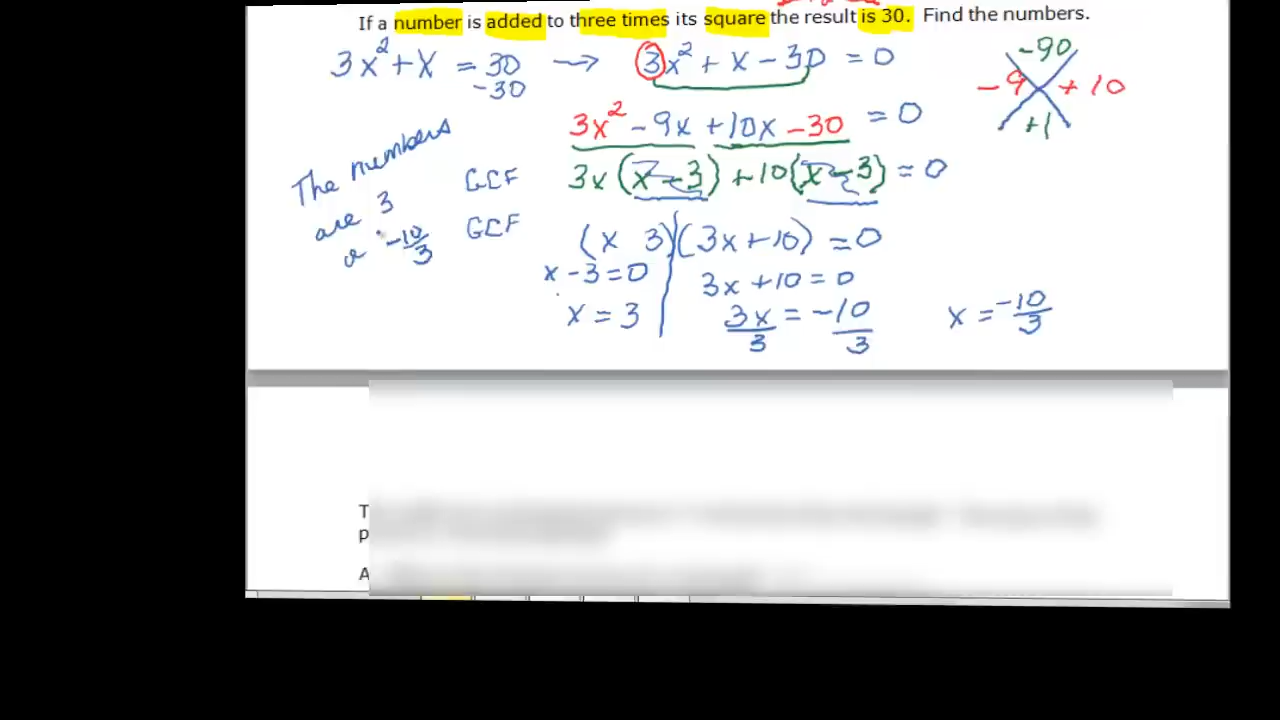 If a number is added to three times its square the result is 30. Find the numbers.
3x² + x = 30 → 3x² + x - 30 = 0
-30
-90
-9 +10
+1
3x² - 9x + 10x - 30 = 0
3x (x - 3) + 10 (x - 3) = 0
GCF
GCF
(x 3)(3x + 10) = 0
x - 3 = 0
x = 3
3x + 10 = 0
3x/3 = -10/3
x = -10/3
The numbers
are 3
or -10/3
T
p
A